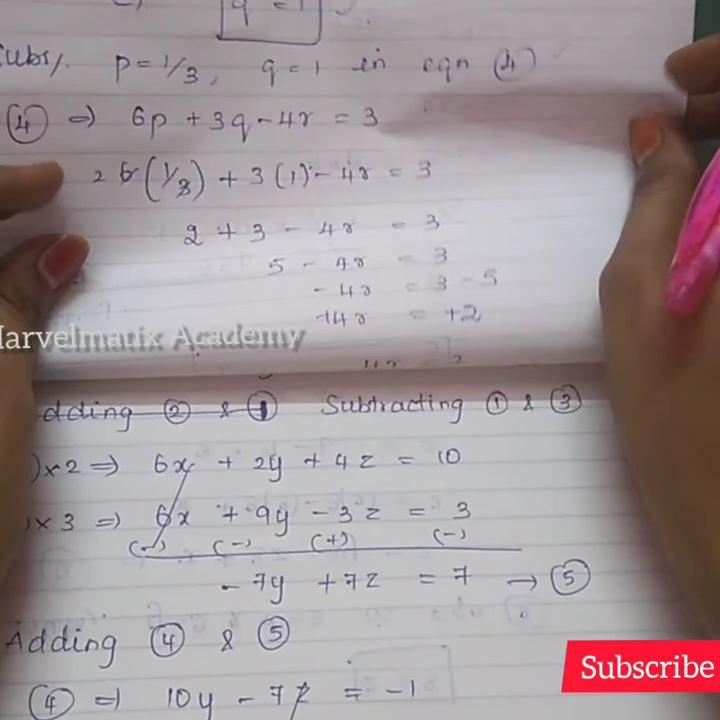 q = 1
Subs/. p = 1/3, q = 1 in eqn (4)
(4) => 6p + 3q - 4r = 3
2 6 (1/3) + 3 (1) - 4r = 3
2 + 3 - 4r = 3
5 - 4r = 3
- 4r = 3 - 5
+4r = +2
Marvelmatix Academy
Adding (2) & (1) Subtracting (1) & (3)
) x 2 => 6x + 2y + 4z = 10
) x 3 => 6x + 9y - 3z = 3
(-) (-) (+) (-)
- 7y + 7z = 7 → (5)
Adding (4) & (5)
(4) => 10y - 7z = -1
Subscribe